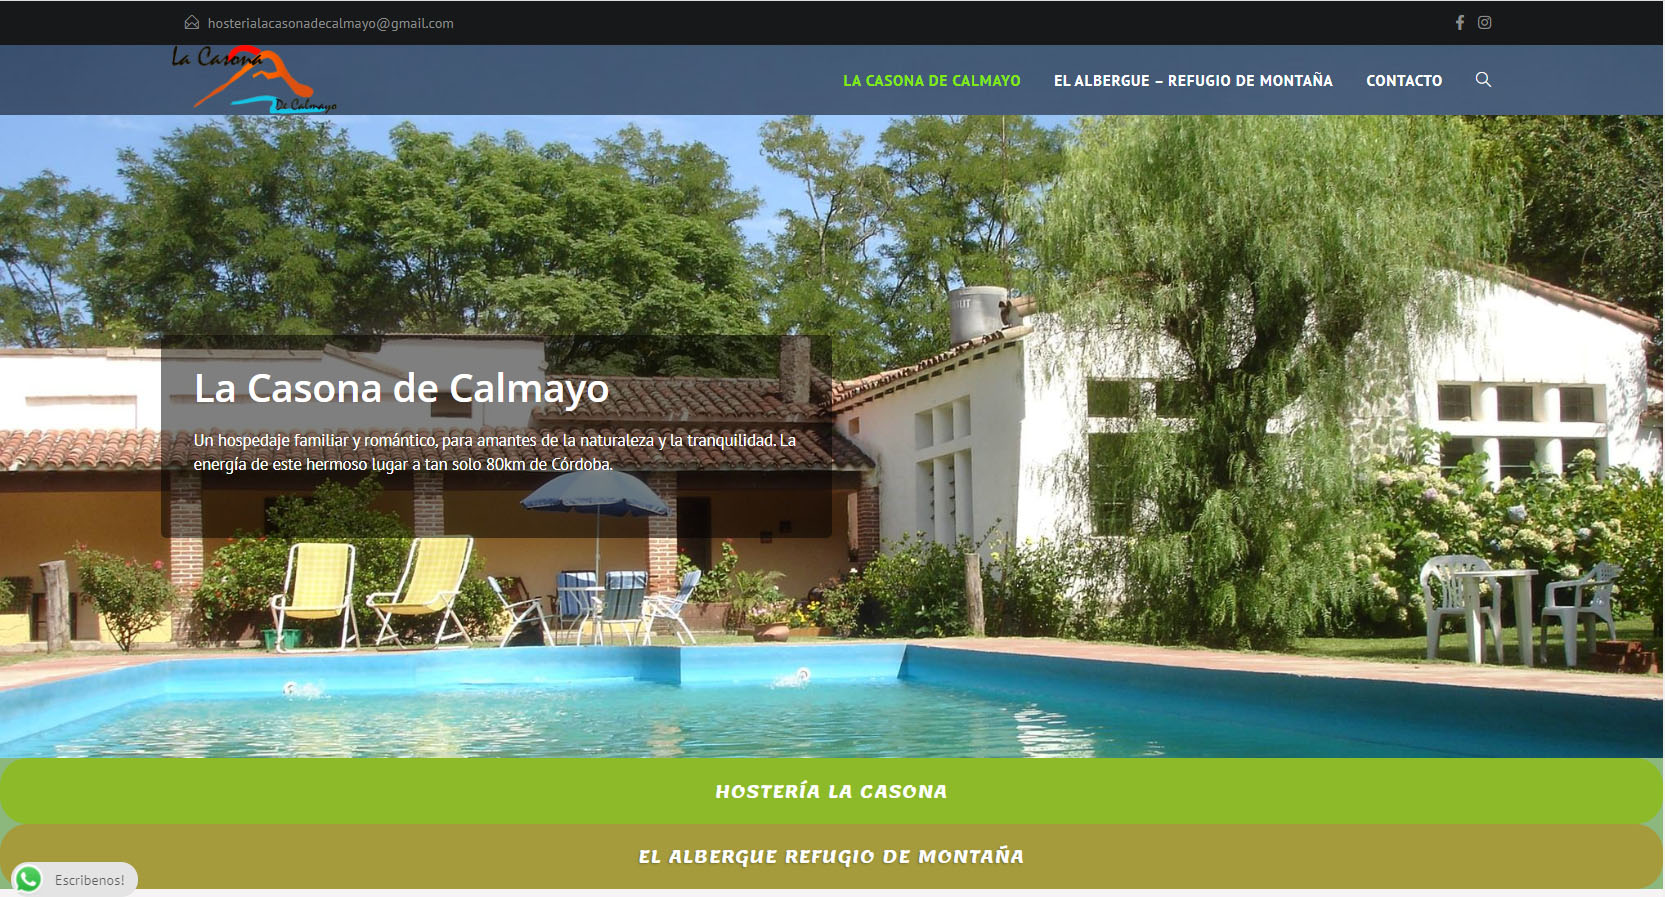 hosterialacasonadecalmayo@gmail.com
La Casona
De Calmayo
LA CASONA DE CALMAYO
EL ALBERGUE – REFUGIO DE MONTAÑA
CONTACTO
La Casona de Calmayo
Un hospedaje familiar y romántico, para amantes de la naturaleza y la tranquilidad. La
energía de este hermoso lugar a tan solo 80km de Córdoba.
HOSTERÍA LA CASONA
EL ALBERGUE REFUGIO DE MONTAÑA
Escribenos!